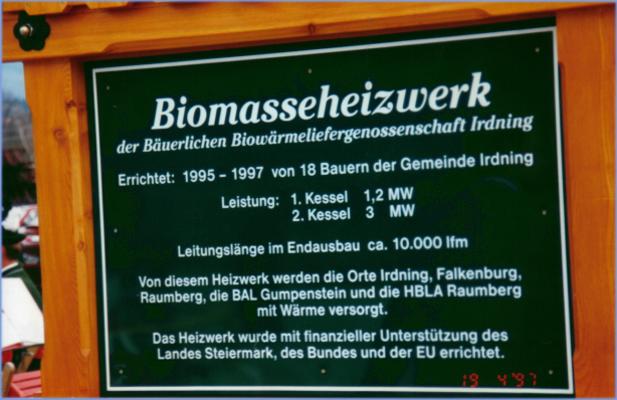 Biomasseheizwerk
der Bäuerlichen Biowärmeliefergenossenschaft Irdning
Errichtet: 1995 - 1997 von 18 Bauern der Gemeinde Irdning
Leistung: 1. Kessel 1,2 MW
2. Kessel 3 MW
Leitungslänge im Endausbau ca. 10.000 lfm
Von diesem Heizwerk werden die Orte Irdning, Falkenburg,
Raumberg, die BAL Gumpenstein und die HBLA Raumberg
mit Wärme versorgt.
Das Heizwerk wurde mit finanzieller Unterstützung des
Landes Steiermark, des Bundes und der EU errichtet.
19 4 '97